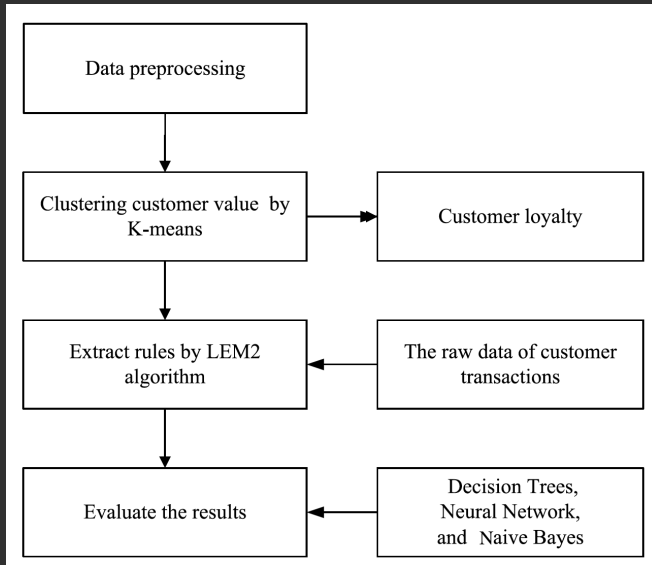 Data preprocessing
Clustering customer value by
K-means
Customer loyalty
Extract rules by LEM2
algorithm
The raw data of customer
transactions
Evaluate the results
Decision Trees,
Neural Network,
and Naive Bayes